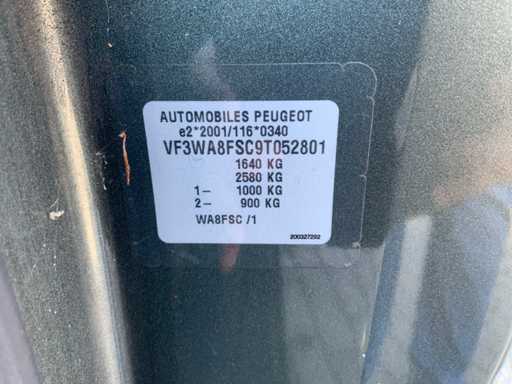 AUTOMOBILES PEUGEOT
e2*2001/116*0340
VF3WA8FSC9T052801
1640 KG
2580 KG
1- 1000 KG
2- 900 KG
WA8FSC /1
200327292